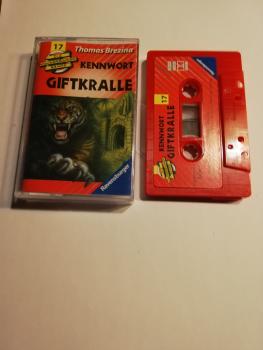 17
Thomas Brezina
KENNWORT
GIFTKRALLE
Ravensburger
17
KENNWORT
GIFTKRALLE